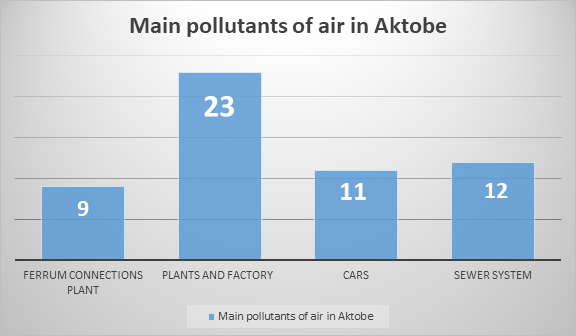 Main pollutants of air in Aktobe
23
9
11
12
FERRUM CONNECTIONS
PLANT
PLANTS AND FACTORY
CARS
SEWER SYSTEM
Main pollutants of air in Aktobe